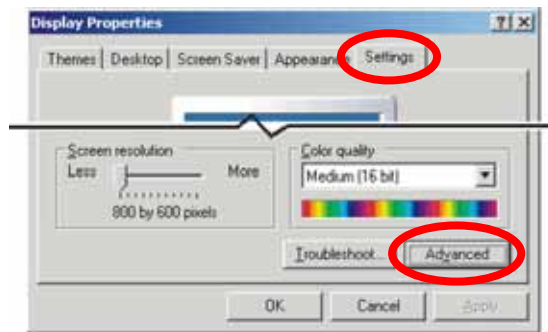 Display Properties
Themes Desktop Screen Saver Appearance Settings
Screen resolution
Less More
800 by 600 pixels
Color quality
Medium (16 bit)
Troubleshoot... Advanced
OK Cancel Apply